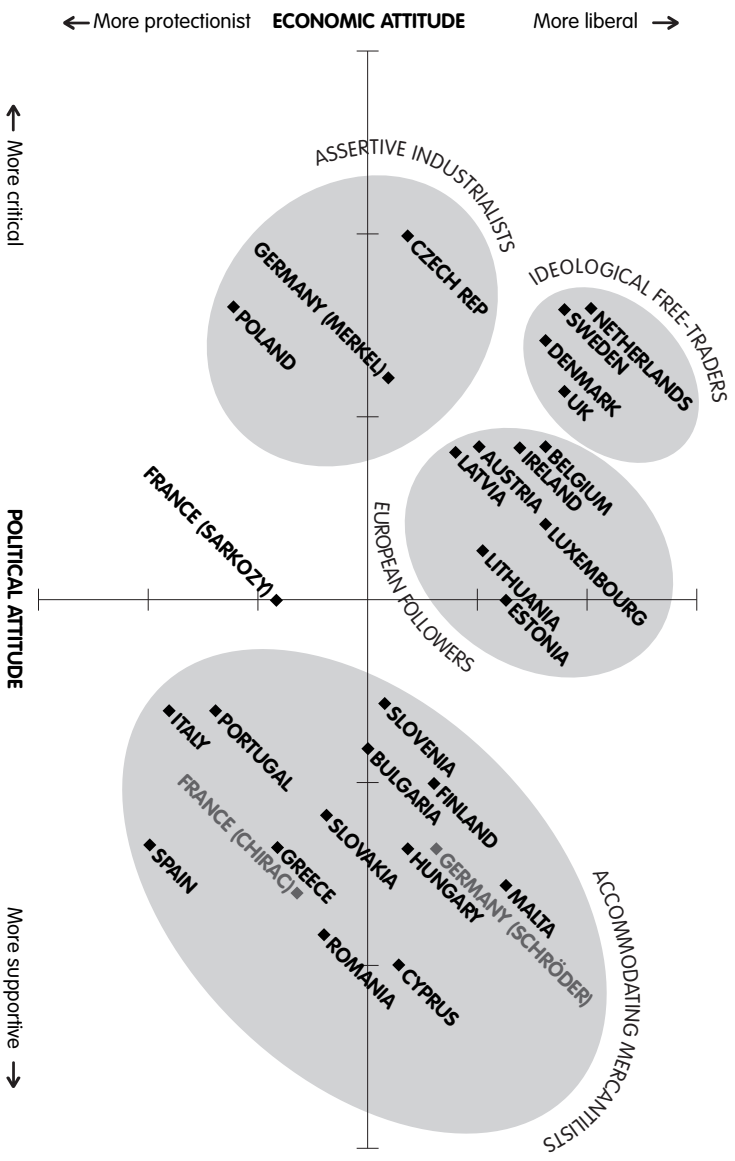 ← More protectionist ECONOMIC ATTITUDE More liberal →
← More critical
POLITICAL ATTITUDE
More supportive →
ASSERTIVE INDUSTRIALISTS
CZECH REP
GERMANY (MERKEL)
POLAND
IDEOLOGICAL FREE-TRADERS
NETHERLANDS
SWEDEN
DENMARK
UK
FRANCE (SARKOZY)
EUROPEAN FOLLOWERS
BELGIUM
IRELAND
AUSTRIA
LATVIA
LUXEMBOURG
LITHUANIA
ESTONIA
ACCOMMODATING MERCANTILISTS
SLOVENIA
ITALY
PORTUGAL
BULGARIA
FINLAND
FRANCE (CHIRAC)
SLOVAKIA
SPAIN
GREECE
HUNGARY
GERMANY (SCHRÖDER)
MALTA
ROMANIA
CYPRUS